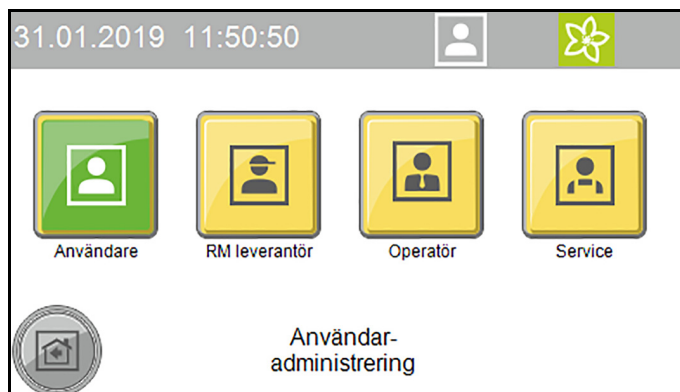 31.01.2019 11:50:50
Användare
RM leverantör
Operatör
Service
Användar-
administrering